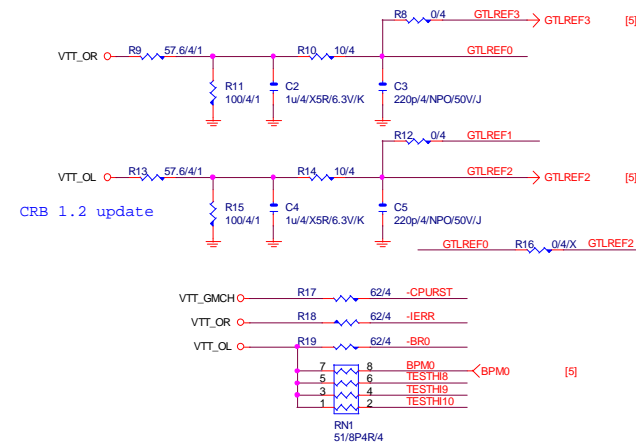 R8 0/4 GTLREF3 GTLREF3 [5]
VTT_OR R9 57.6/4/1 R10 10/4 GTLREF0
R11 100/4/1 C2 1u/4/X5R/6.3V/K C3 220p/4/NPO/50V/J
R12 0/4 GTLREF1
VTT_OL R13 57.6/4/1 R14 10/4 GTLREF2 GTLREF2 [5]
CRB 1.2 update
R15 100/4/1 C4 1u/4/X5R/6.3V/K C5 220p/4/NPO/50V/J
GTLREF0 R16 0/4/X GTLREF2
VTT_GMCH R17 62/4 -CPURST
VTT_OR R18 62/4 -IERR
VTT_OL R19 62/4 -BR0
7 8 BPM0 BPM0 [5]
5 6 TESTHI8
3 4 TESTHI9
1 2 TESTHI10
RN1
51/8P4R/4